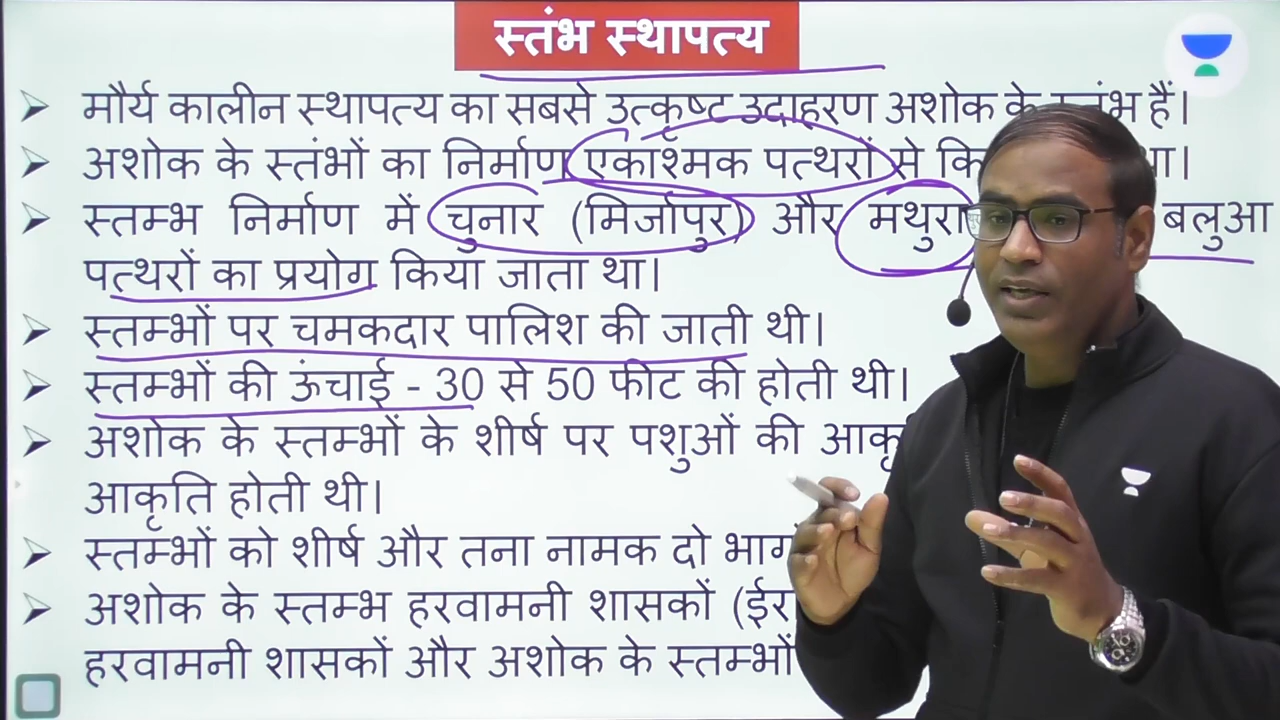 स्तंभ स्थापत्य
मौर्य कालीन स्थापत्य का सबसे उत्कृष्ट उदाहरण अशोक के स्तंभ हैं।
अशोक के स्तंभों का निर्माण एकाश्मक पत्थरों से
स्तम्भ निर्माण में चुनार (मिर्जापुर) और मथुरा बलुआ
पत्थरों का प्रयोग किया जाता था।
स्तम्भों पर चमकदार पालिश की जाती थी।
स्तम्भों की ऊंचाई - 30 से 50 फीट की होती थी।
अशोक के स्तम्भों के शीर्ष पर पशुओं की
आकृति होती थी।
स्तम्भों को शीर्ष और तना नामक दो
अशोक के स्तम्भ हरवामनी शासकों
हरवामनी शासकों और अशोक के स्तम्भों